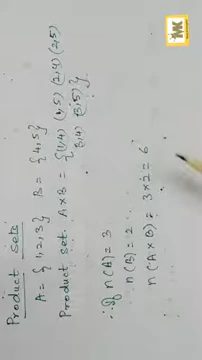 Product sets
A = {1,2,3} B = {4,5}
Product set. A×B = {(1,4) (1,5) (2,4) (2,5)
(3,4) (3,5)}
∴ If n(A) = 3
n(B) = 2
n(A×B) = 3×2 = 6
MK